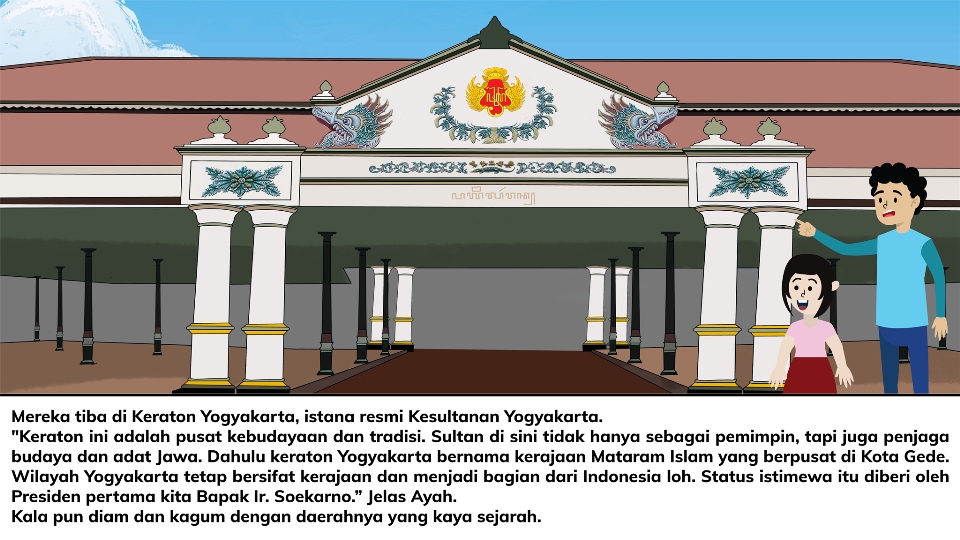 Mereka tiba di Keraton Yogyakarta, istana resmi Kesultanan Yogyakarta.
"Keraton ini adalah pusat kebudayaan dan tradisi. Sultan di sini tidak hanya sebagai pemimpin, tapi juga penjaga
budaya dan adat Jawa. Dahulu keraton Yogyakarta bernama kerajaan Mataram Islam yang berpusat di Kota Gede.
Wilayah Yogyakarta tetap bersifat kerajaan dan menjadi bagian dari Indonesia loh. Status istimewa itu diberi oleh
Presiden pertama kita Bapak Ir. Soekarno.” Jelas Ayah.
Kala pun diam dan kagum dengan daerahnya yang kaya sejarah.